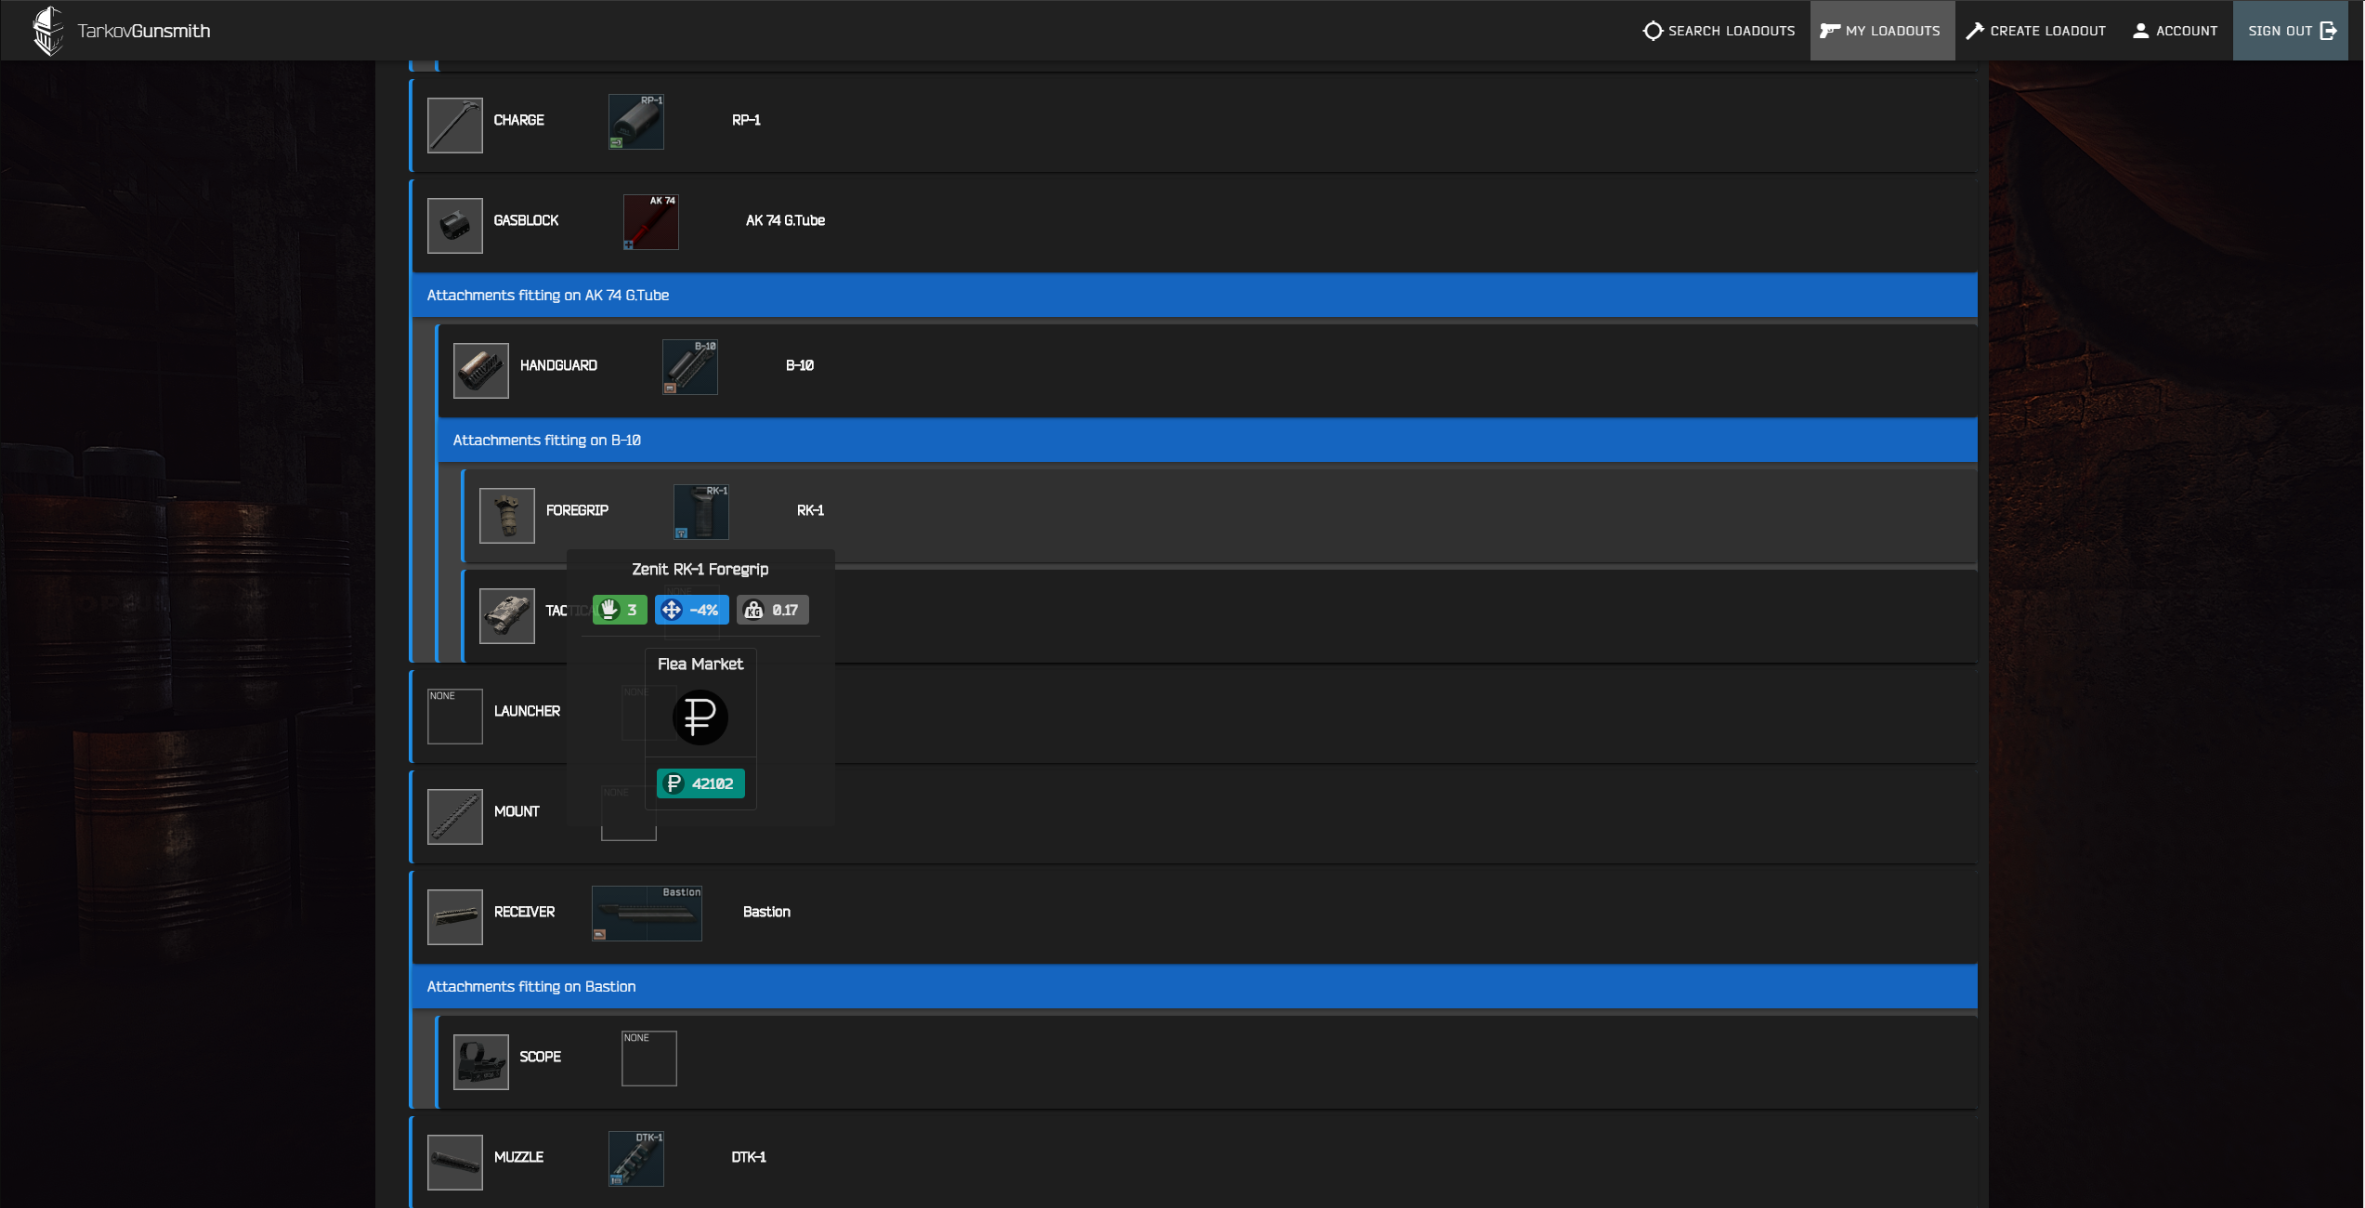 TarkovGunsmith
SEARCH LOADOUTS
MY LOADOUTS
CREATE LOADOUT
ACCOUNT
SIGN OUT
CHARGE
RP-1
RP-1
GASBLOCK
AK 74
AK 74 G.Tube
Attachments fitting on AK 74 G.Tube
HANDGUARD
B-10
B-10
Attachments fitting on B-10
FOREGRIP
RK-1
RK-1
Zenit RK-1 Foregrip
TACTICA
3
-4%
KG
0.17
Flea Market
₽
₽ 42102
NONE
LAUNCHER
NONE
MOUNT
NONE
RECEIVER
Bastion
Bastion
Attachments fitting on Bastion
SCOPE
NONE
MUZZLE
DTK-1
DTK-1